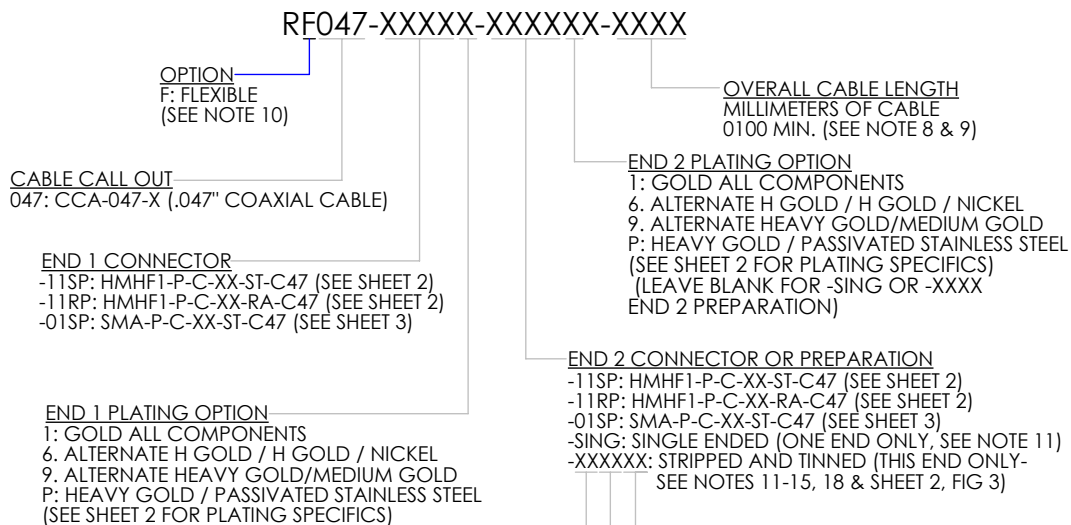 RF047-XXXXX-XXXXXX-XXXX
OPTION
F: FLEXIBLE
(SEE NOTE 10)
OVERALL CABLE LENGTH
MILLIMETERS OF CABLE
0100 MIN. (SEE NOTE 8 & 9)
CABLE CALL OUT
047: CCA-047-X (.047" COAXIAL CABLE)
END 2 PLATING OPTION
1: GOLD ALL COMPONENTS
6. ALTERNATE H GOLD / H GOLD / NICKEL
9. ALTERNATE HEAVY GOLD/MEDIUM GOLD
P: HEAVY GOLD / PASSIVATED STAINLESS STEEL
(SEE SHEET 2 FOR PLATING SPECIFICS)
(LEAVE BLANK FOR -SING OR -XXXX
END 2 PREPARATION)
END 1 CONNECTOR
-11SP: HMHF1-P-C-XX-ST-C47 (SEE SHEET 2)
-11RP: HMHF1-P-C-XX-RA-C47 (SEE SHEET 2)
-01SP: SMA-P-C-XX-ST-C47 (SEE SHEET 3)
END 2 CONNECTOR OR PREPARATION
-11SP: HMHF1-P-C-XX-ST-C47 (SEE SHEET 2)
-11RP: HMHF1-P-C-XX-RA-C47 (SEE SHEET 2)
-01SP: SMA-P-C-XX-ST-C47 (SEE SHEET 3)
-SING: SINGLE ENDED (ONE END ONLY, SEE NOTE 11)
-XXXXXX: STRIPPED AND TINNED (THIS END ONLY-
SEE NOTES 11-15, 18 & SHEET 2, FIG 3)
END 1 PLATING OPTION
1: GOLD ALL COMPONENTS
6. ALTERNATE H GOLD / H GOLD / NICKEL
9. ALTERNATE HEAVY GOLD/MEDIUM GOLD
P: HEAVY GOLD / PASSIVATED STAINLESS STEEL
(SEE SHEET 2 FOR PLATING SPECIFICS)